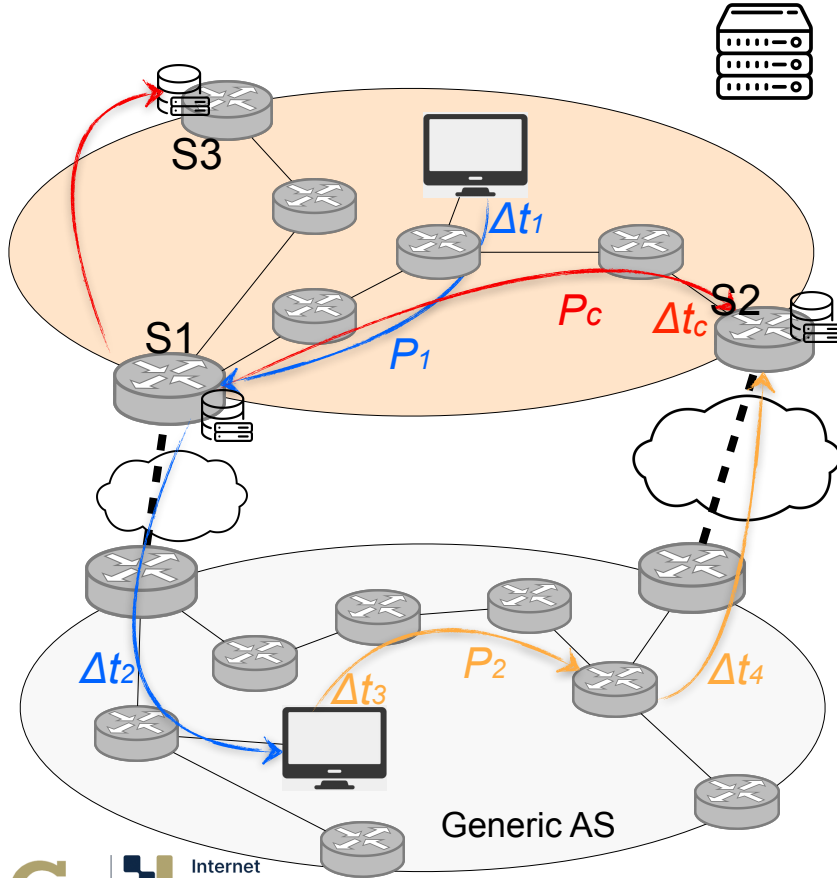 S3
Δt1
S2
Pc
Δtc
S1
P1
Δt2
Δt3
P2
Δt4
Generic AS
Internet